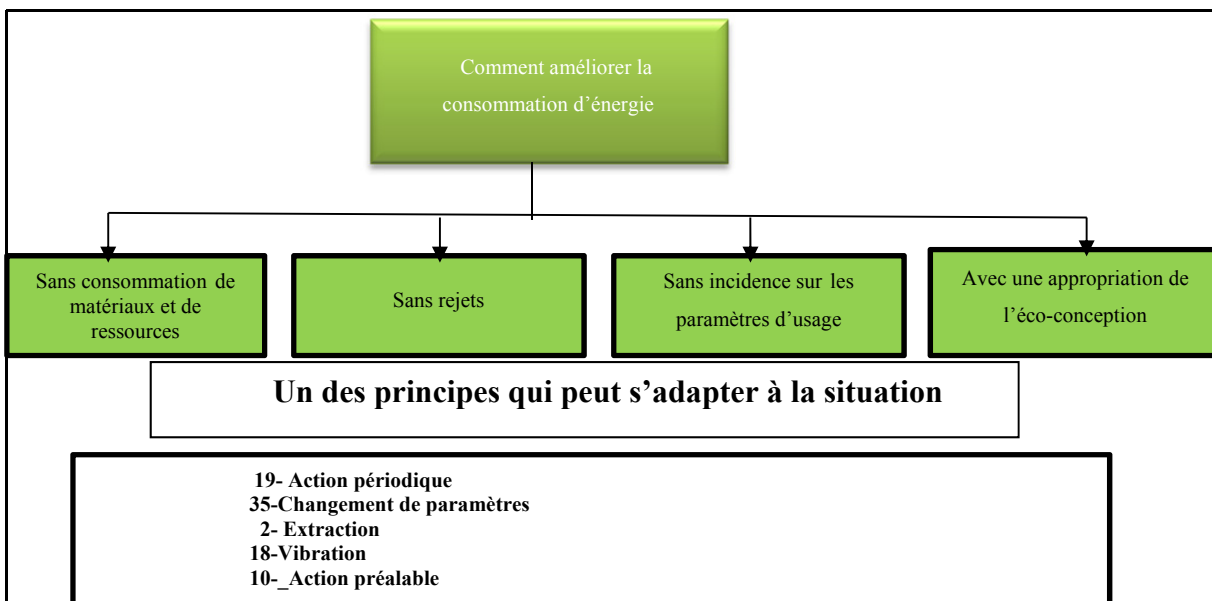 Comment améliorer la
consommation d’énergie
Sans consommation de
matériaux et de
ressources
Sans rejets
Sans incidence sur les
paramètres d’usage
Avec une appropriation de
l’éco-conception
Un des principes qui peut s’adapter à la situation
19- Action périodique
35-Changement de paramètres
2- Extraction
18-Vibration
10-_Action préalable